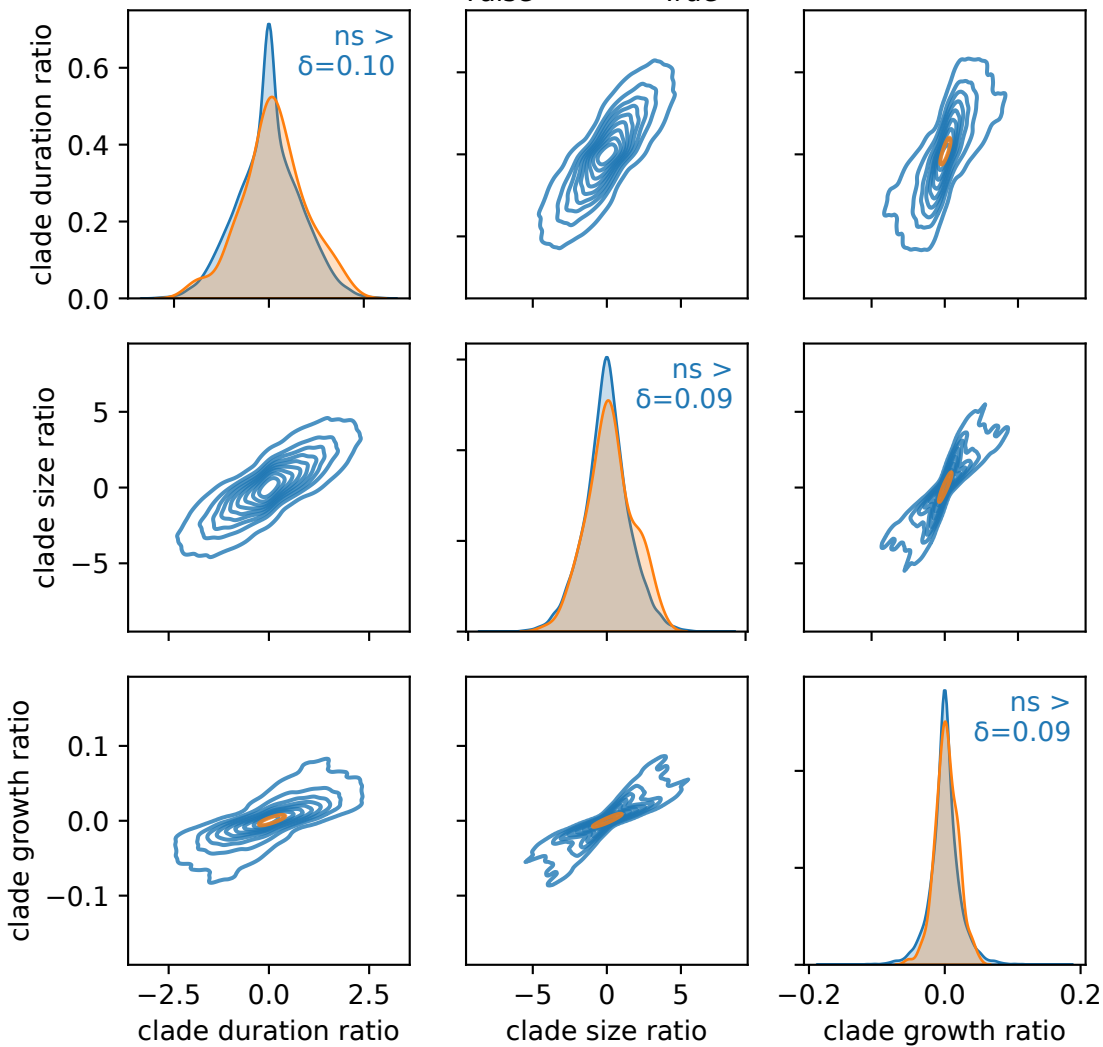 ns >
δ=0.10
clade duration ratio
0.6
0.4
0.2
0.0
ns >
δ=0.09
clade size ratio
5
0
−5
ns >
δ=0.09
clade growth ratio
0.1
0.0
−0.1
−2.5 0.0 2.5
−5 0 5
−0.2 0.0 0.2
clade duration ratio
clade size ratio
clade growth ratio